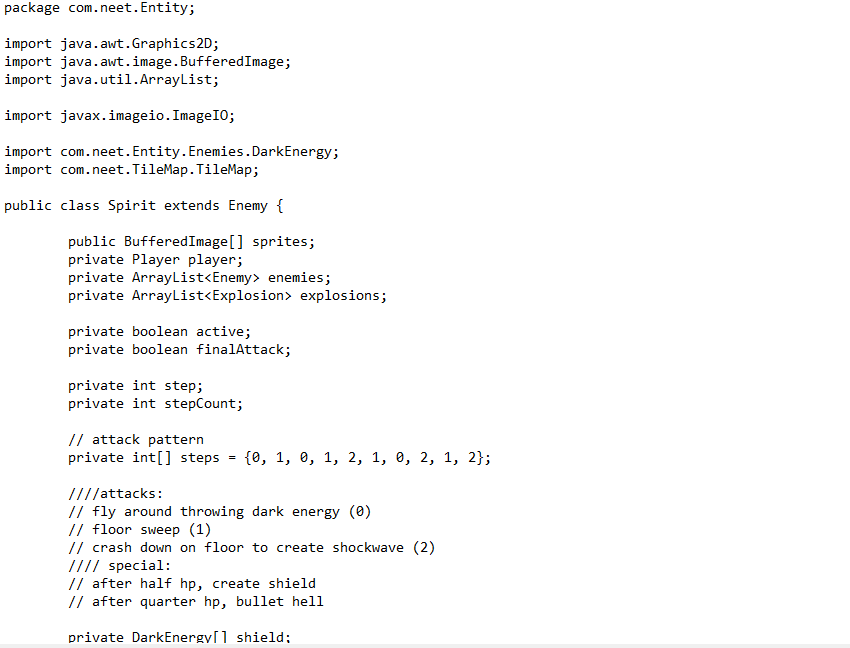 package com.neet.Entity;
import java.awt.Graphics2D;
import java.awt.image.BufferedImage;
import java.util.ArrayList;
import javax.imageio.ImageIO;
import com.neet.Entity.Enemies.DarkEnergy;
import com.neet.TileMap.TileMap;
public class Spirit extends Enemy {
public BufferedImage[] sprites;
private Player player;
private ArrayList<Enemy> enemies;
private ArrayList<Explosion> explosions;
private boolean active;
private boolean finalAttack;
private int step;
private int stepCount;
// attack pattern
private int[] steps = {0, 1, 0, 1, 2, 1, 0, 2, 1, 2};
////attacks:
// fly around throwing dark energy (0)
// floor sweep (1)
// crash down on floor to create shockwave (2)
//// special:
// after half hp, create shield
// after quarter hp, bullet hell
private DarkEnergy[] shield;